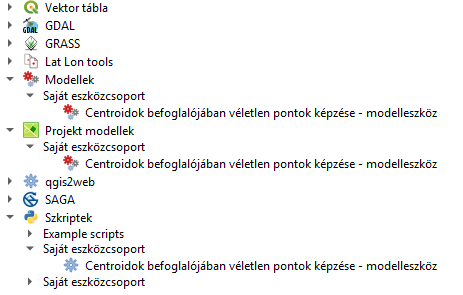 Vektor tábla
GDAL
GRASS
Lat Lon tools
Modellek
Saját eszközcsoport
Centroidok befoglalójában véletlen pontok képzése - modelleszköz
Projekt modellek
Saját eszközcsoport
Centroidok befoglalójában véletlen pontok képzése - modelleszköz
qgis2web
SAGA
Szkriptek
Example scripts
Saját eszközcsoport
Centroidok befoglalójában véletlen pontok képzése - modelleszköz
Saját eszközcsoport